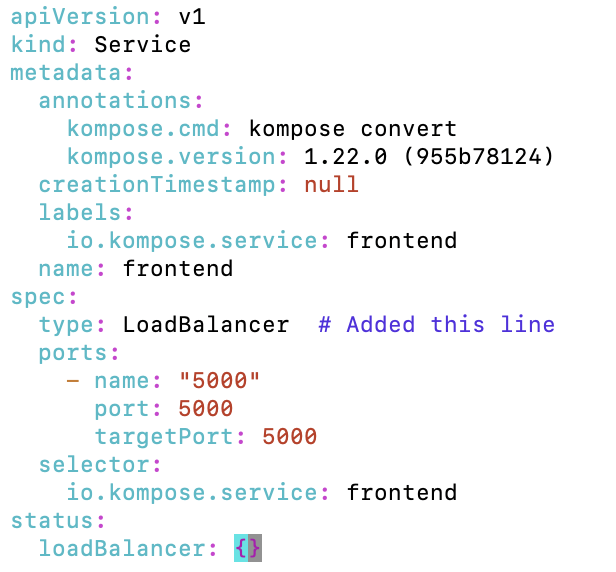 apiVersion: v1
kind: Service
metadata:
  annotations:
    kompose.cmd: kompose convert
    kompose.version: 1.22.0 (955b78124)
  creationTimestamp: null
  labels:
    io.kompose.service: frontend
  name: frontend
spec:
  type: LoadBalancer  # Added this line
  ports:
    - name: "5000"
      port: 5000
      targetPort: 5000
  selector:
    io.kompose.service: frontend
status:
  loadBalancer: {}